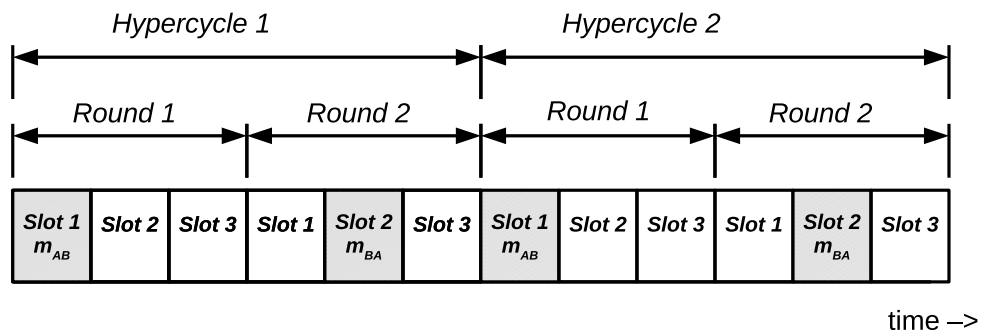 Hypercycle 1 Hypercycle 2
Round 1 Round 2 Round 1 Round 2
Slot 1 Slot 2 Slot 3 Slot 1 Slot 2 Slot 3 Slot 1 Slot 2 Slot 3 Slot 1 Slot 2 Slot 3
mAB mBA mAB mBA
time –>